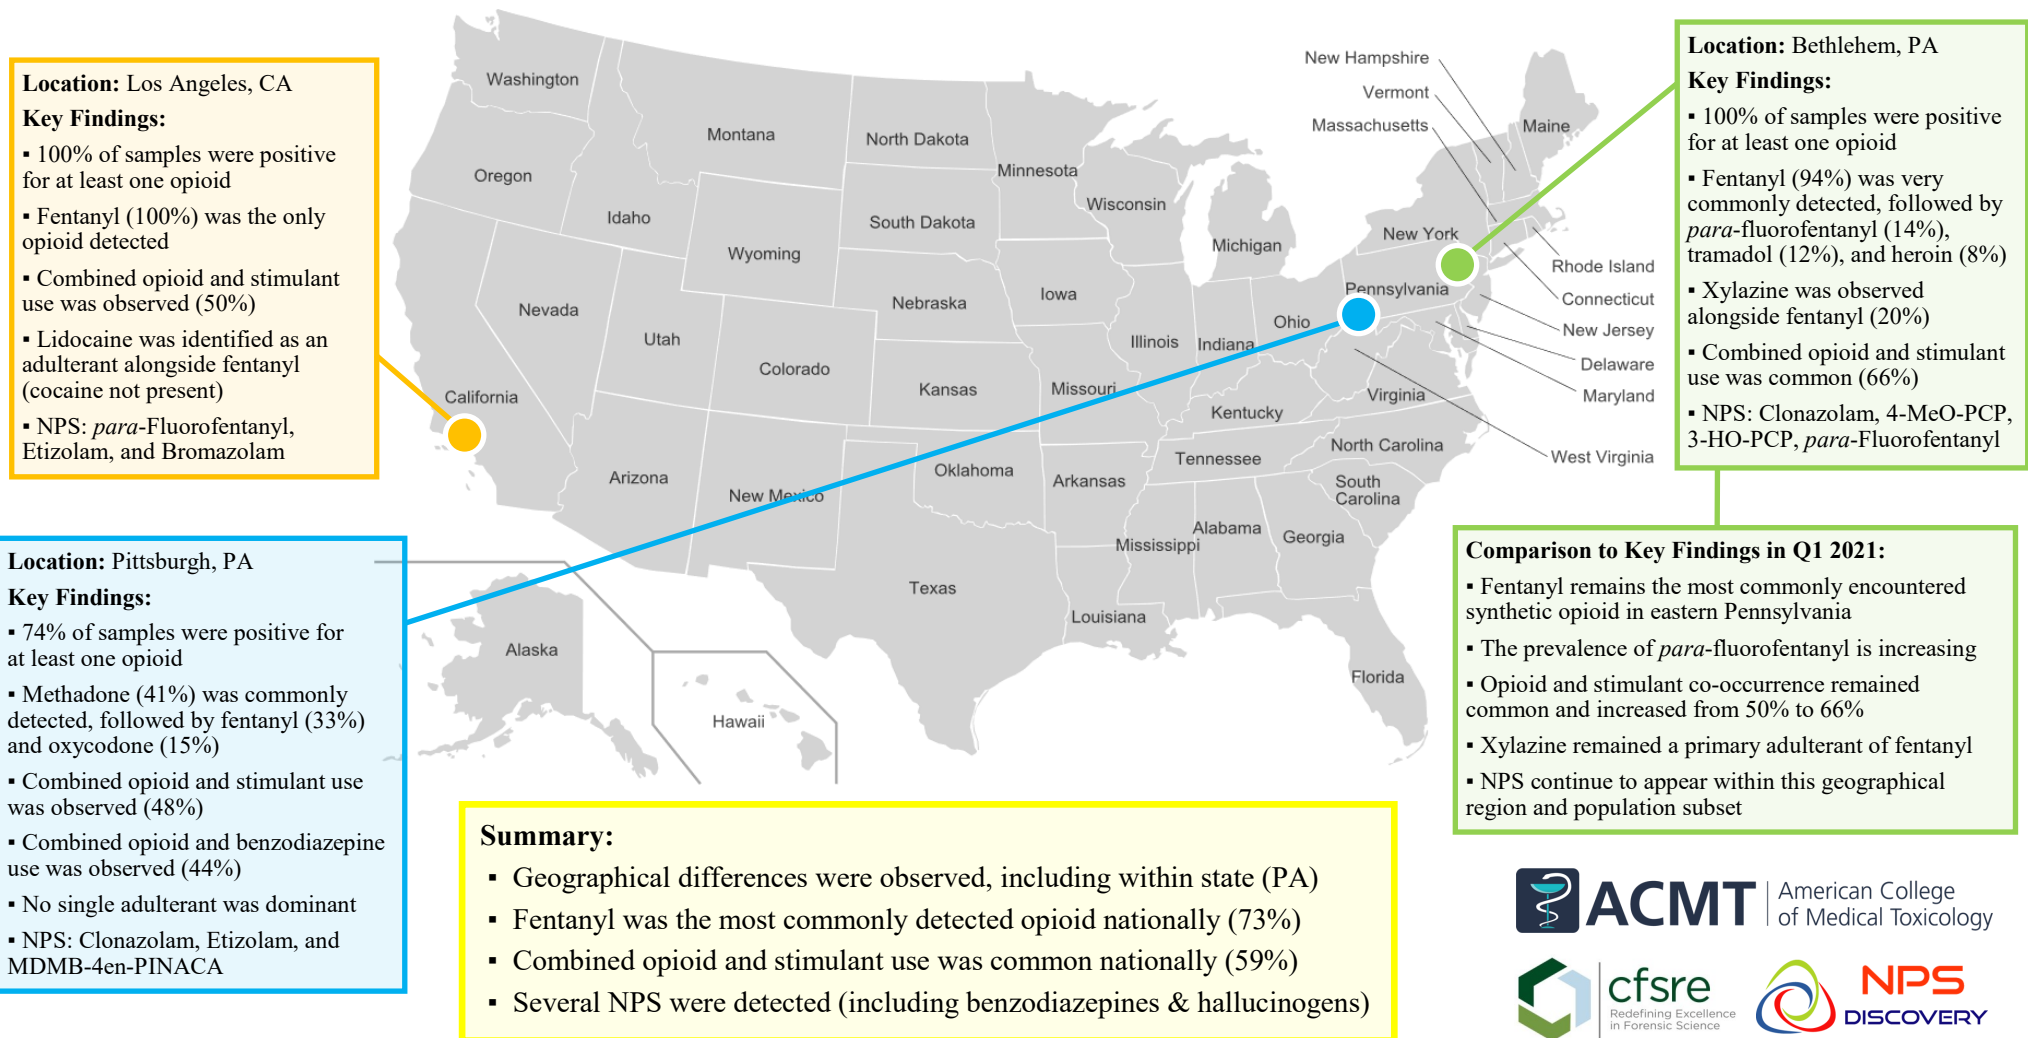 Location: Los Angeles, CA
Key Findings:
▪ 100% of samples were positive
for at least one opioid
▪ Fentanyl (100%) was the only
opioid detected
▪ Combined opioid and stimulant
use was observed (50%)
▪ Lidocaine was identified as an
adulterant alongside fentanyl
(cocaine not present)
▪ NPS: para-Fluorofentanyl,
Etizolam, and Bromazolam
Location: Pittsburgh, PA
Key Findings:
▪ 74% of samples were positive for
at least one opioid
▪ Methadone (41%) was commonly
detected, followed by fentanyl (33%)
and oxycodone (15%)
▪ Combined opioid and stimulant use
was observed (48%)
▪ Combined opioid and benzodiazepine
use was observed (44%)
▪ No single adulterant was dominant
▪ NPS: Clonazolam, Etizolam, and
MDMB-4en-PINACA
Washington
Oregon
Montana
Idaho
Wyoming
Nevada
Utah
Colorado
California
Arizona
New Mexico
North Dakota
South Dakota
Nebraska
Kansas
Oklahoma
Texas
Minnesota
Wisconsin
Iowa
Illinois
Indiana
Missouri
Arkansas
Mississippi
Louisiana
Michigan
Ohio
Kentucky
Tennessee
Alabama
Georgia
Florida
South
Carolina
North Carolina
Virginia
Pennsylvania
New York
Maine
New Hampshire
Vermont
Massachusetts
Rhode Island
Connecticut
New Jersey
Delaware
Maryland
West Virginia
Alaska
Hawaii
Location: Bethlehem, PA
Key Findings:
▪ 100% of samples were positive
for at least one opioid
▪ Fentanyl (94%) was very
commonly detected, followed by
para-fluorofentanyl (14%),
tramadol (12%), and heroin (8%)
▪ Xylazine was observed
alongside fentanyl (20%)
▪ Combined opioid and stimulant
use was common (66%)
▪ NPS: Clonazolam, 4-MeO-PCP,
3-HO-PCP, para-Fluorofentanyl
Comparison to Key Findings in Q1 2021:
▪ Fentanyl remains the most commonly encountered
synthetic opioid in eastern Pennsylvania
▪ The prevalence of para-fluorofentanyl is increasing
▪ Opioid and stimulant co-occurrence remained
common and increased from 50% to 66%
▪ Xylazine remained a primary adulterant of fentanyl
▪ NPS continue to appear within this geographical
region and population subset
Summary:
▪ Geographical differences were observed, including within state (PA)
▪ Fentanyl was the most commonly detected opioid nationally (73%)
▪ Combined opioid and stimulant use was common nationally (59%)
▪ Several NPS were detected (including benzodiazepines & hallucinogens)
ACMT
American College
of Medical Toxicology
cfsre
Redefining Excellence
in Forensic Science
NPS
DISCOVERY